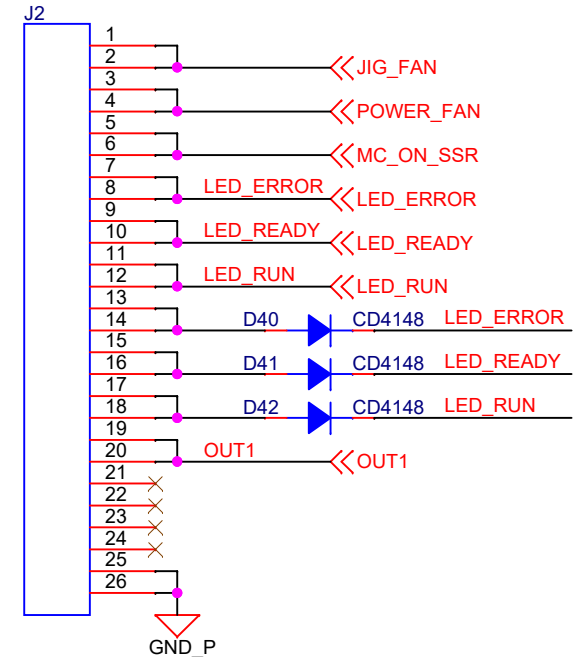 J2
1
2 JIG_FAN
3
4 POWER_FAN
5
6 MC_ON_SSR
7
8 LED_ERROR LED_ERROR
9
10 LED_READY LED_READY
11
12 LED_RUN LED_RUN
13
14 D40 CD4148 LED_ERROR
15
16 D41 CD4148 LED_READY
17
18 D42 CD4148 LED_RUN
19
20 OUT1 OUT1
21
22
23
24
25
26
GND_P